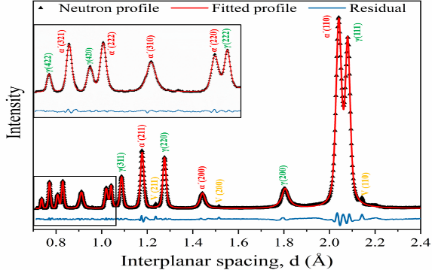 Neutron profile Fitted profile Residual
γ(422)
α´(321)
γ(420)
α´(222)
α´(310)
α´(220)
γ(222)
γ(311)
α´(211)
γ(220)
α´(200)
γ(200)
α´(110)
γ(111)
Intensity
0.8 1.0 1.2 1.4 1.6 1.8 2.0 2.2 2.4
Interplanar spacing, d (Å)